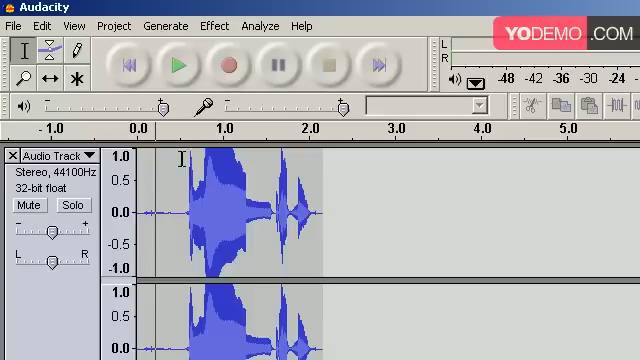 Audacity
File Edit View Project Generate Effect Analyze Help
YODEMO.COM
L
R
-48 -42 -36 -30 -24
- +
- +
- 1.0 0.0 1.0 2.0 3.0 4.0 5.0
X Audio Track
Stereo, 44100Hz
32-bit float
Mute Solo
- +
L R
1.0
0.5
0.0
-0.5
-1.0
1.0
0.5
0.0